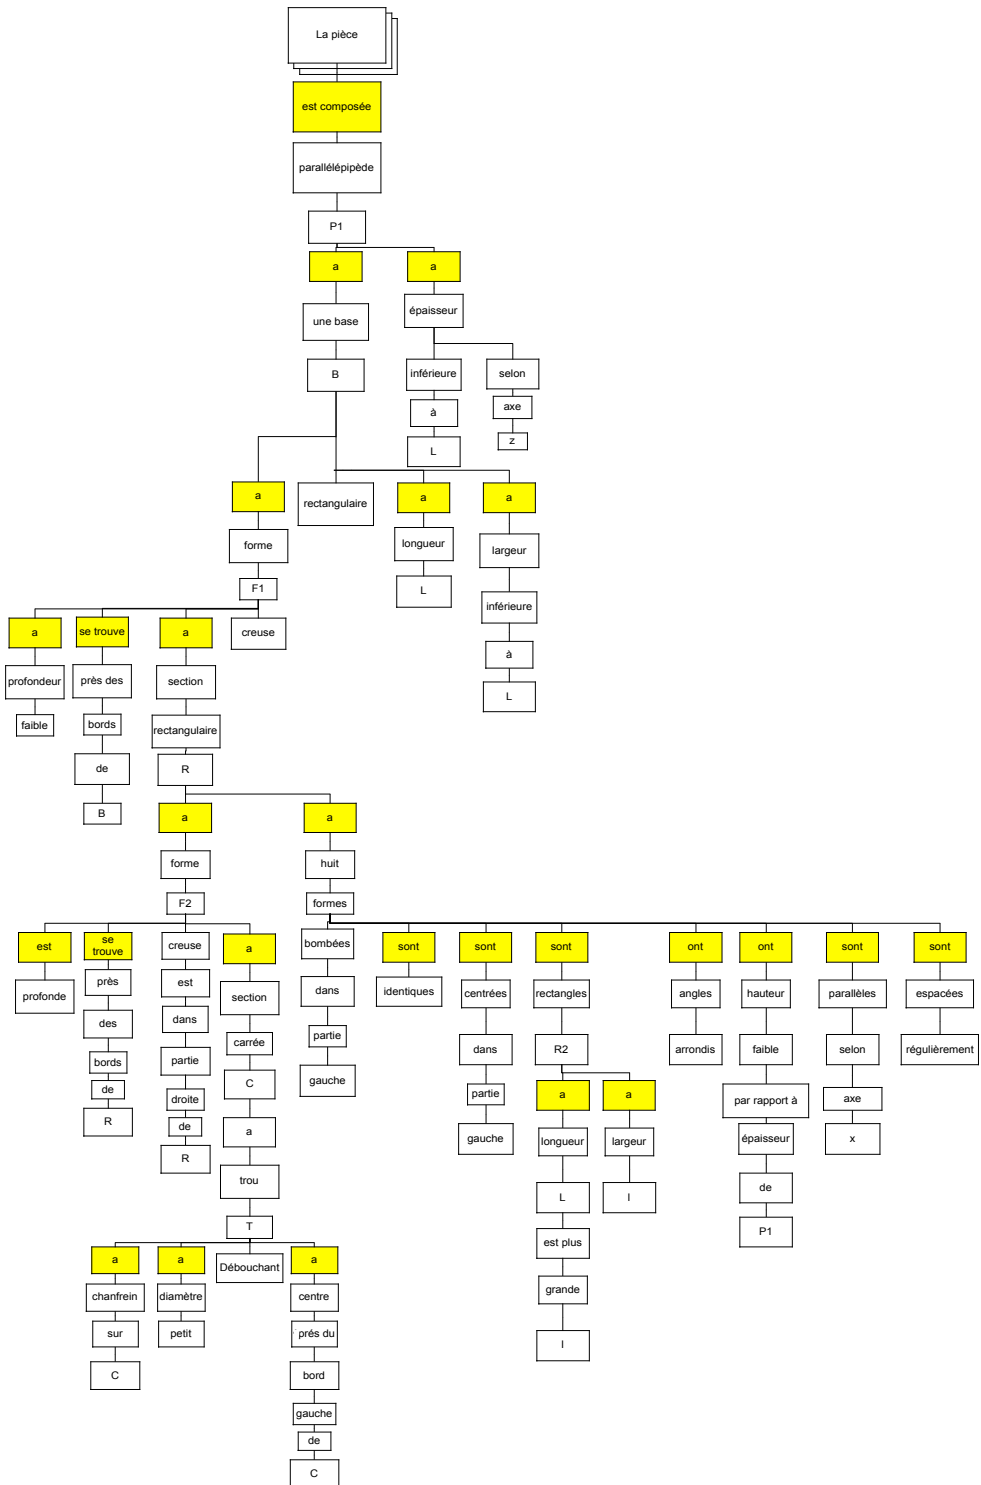 La pièce
est composée
parallélépipède
P1
a
a
une base
épaisseur
B
inférieure
selon
à
axe
L
z
a
rectangulaire
a
a
forme
longueur
largeur
F1
L
inférieure
à
L
a
se trouve
a
creuse
profondeur
près des
section
faible
bords
rectangulaire
de
R
B
a
a
forme
huit
F2
formes
est
se
trouve
creuse
a
bombées
sont
sont
sont
ont
ont
sont
sont
profonde
près
est
section
dans
identiques
centrées
rectangles
angles
hauteur
parallèles
espacées
des
dans
carrée
partie
dans
R2
arrondis
faible
selon
régulièrement
bords
partie
C
gauche
partie
a
a
par rapport à
axe
de
droite
a
gauche
longueur
largeur
épaisseur
x
R
de
trou
L
l
de
R
T
est plus
P1
a
a
Débouchant
a
grande
chanfrein
diamètre
centre
l
sur
petit
prés du
C
bord
gauche
de
C